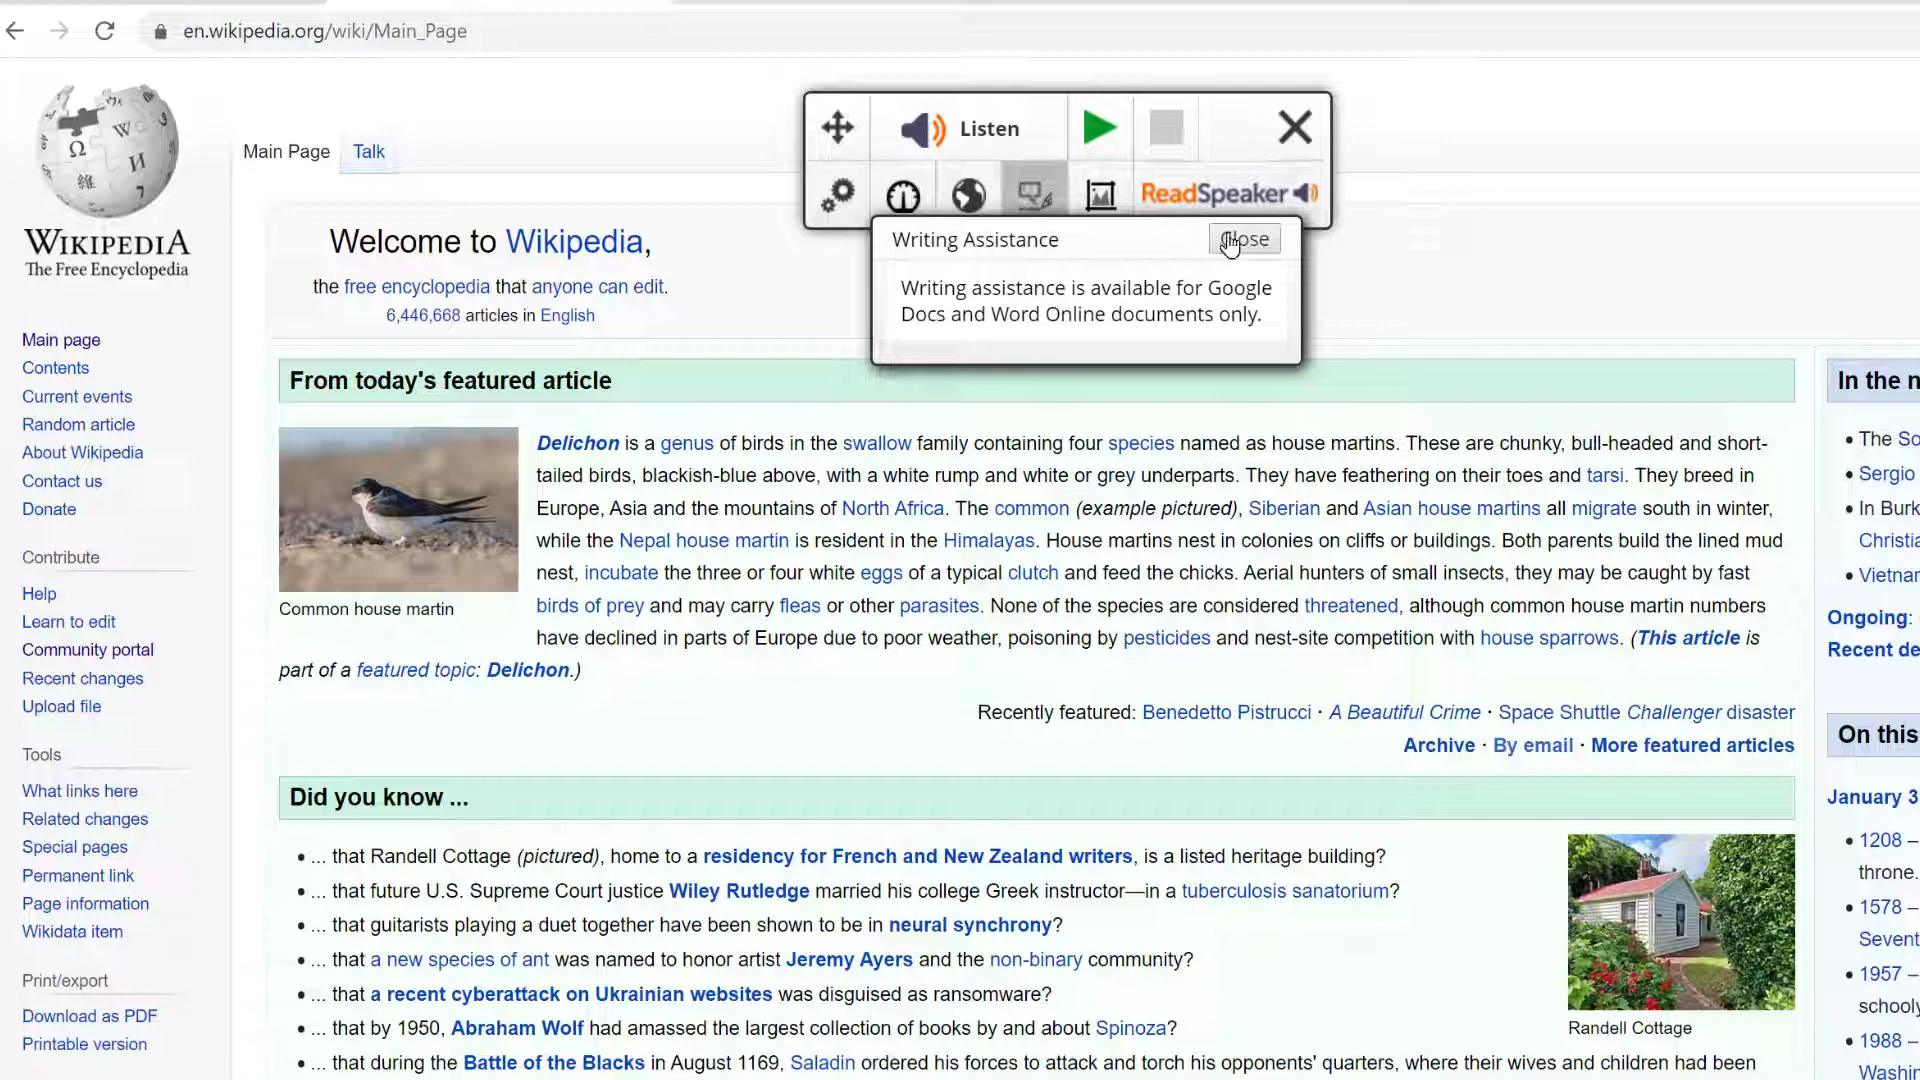 en.wikipedia.org/wiki/Main_Page
WIKIPEDIA
The Free Encyclopedia
Main page
Contents
Current events
Random article
About Wikipedia
Contact us
Donate
Contribute
Help
Learn to edit
Community portal
Recent changes
Upload file
Tools
What links here
Related changes
Special pages
Permanent link
Page information
Wikidata item
Print/export
Download as PDF
Printable version
Main Page Talk
Listen
ReadSpeaker
Writing Assistance
Close
Writing assistance is available for Google
Docs and Word Online documents only.
Welcome to Wikipedia,
the free encyclopedia that anyone can edit.
6,446,668 articles in English
From today's featured article
Delichon is a genus of birds in the swallow family containing four species named as house martins. These are chunky, bull-headed and short-
tailed birds, blackish-blue above, with a white rump and white or grey underparts. They have feathering on their toes and tarsi. They breed in
Europe, Asia and the mountains of North Africa. The common (example pictured), Siberian and Asian house martins all migrate south in winter,
while the Nepal house martin is resident in the Himalayas. House martins nest in colonies on cliffs or buildings. Both parents build the lined mud
nest, incubate the three or four white eggs of a typical clutch and feed the chicks. Aerial hunters of small insects, they may be caught by fast
birds of prey and may carry fleas or other parasites. None of the species are considered threatened, although common house martin numbers
have declined in parts of Europe due to poor weather, poisoning by pesticides and nest-site competition with house sparrows. (This article is
part of a featured topic: Delichon.)
Common house martin
Recently featured: Benedetto Pistrucci · A Beautiful Crime · Space Shuttle Challenger disaster
Archive · By email · More featured articles
Did you know ...
• ... that Randell Cottage (pictured), home to a residency for French and New Zealand writers, is a listed heritage building?
• ... that future U.S. Supreme Court justice Wiley Rutledge married his college Greek instructor—in a tuberculosis sanatorium?
• ... that guitarists playing a duet together have been shown to be in neural synchrony?
• ... that a new species of ant was named to honor artist Jeremy Ayers and the non-binary community?
• ... that a recent cyberattack on Ukrainian websites was disguised as ransomware?
• ... that by 1950, Abraham Wolf had amassed the largest collection of books by and about Spinoza?
• ... that during the Battle of the Blacks in August 1169, Saladin ordered his forces to attack and torch his opponents' quarters, where their wives and children had been
Randell Cottage
In the n
• The So
• Sergio
• In Burk
Christia
• Vietnar
Ongoing:
Recent de
On this
January 3
• 1208 –
throne.
• 1578 –
Sevent
• 1957 –
schooly
• 1988 –
Washin